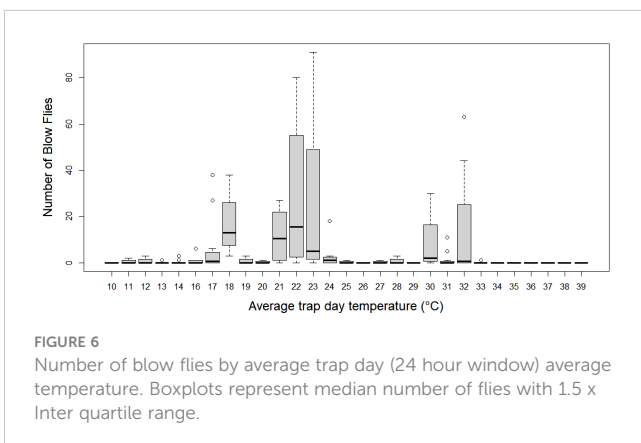 80
60
40
20
0
Number of Blow Flies
10 11 12 13 14 16 17 18 19 20 21 22 23 24 25 26 27 28 29 30 31 32 33 34 35 36 37 38 39
Average trap day temperature (°C)
FIGURE 6
Number of blow flies by average trap day (24 hour window) average
temperature. Boxplots represent median number of flies with 1.5 x
Inter quartile range.